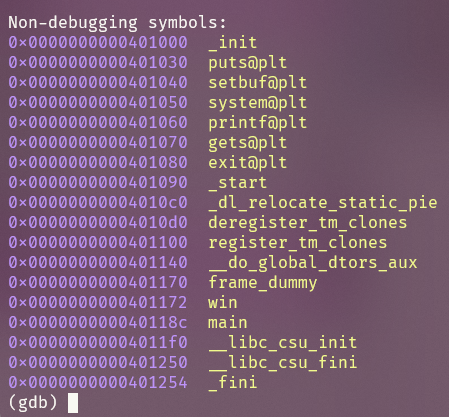 Non-debugging symbols:
0x0000000000401000  _init
0x0000000000401030  puts@plt
0x0000000000401040  setbuf@plt
0x0000000000401050  system@plt
0x0000000000401060  printf@plt
0x0000000000401070  gets@plt
0x0000000000401080  exit@plt
0x0000000000401090  _start
0x00000000004010c0  _dl_relocate_static_pie
0x00000000004010d0  deregister_tm_clones
0x0000000000401100  register_tm_clones
0x0000000000401140  __do_global_dtors_aux
0x0000000000401170  frame_dummy
0x0000000000401172  win
0x000000000040118c  main
0x00000000004011f0  __libc_csu_init
0x0000000000401250  __libc_csu_fini
0x0000000000401254  _fini
(gdb)